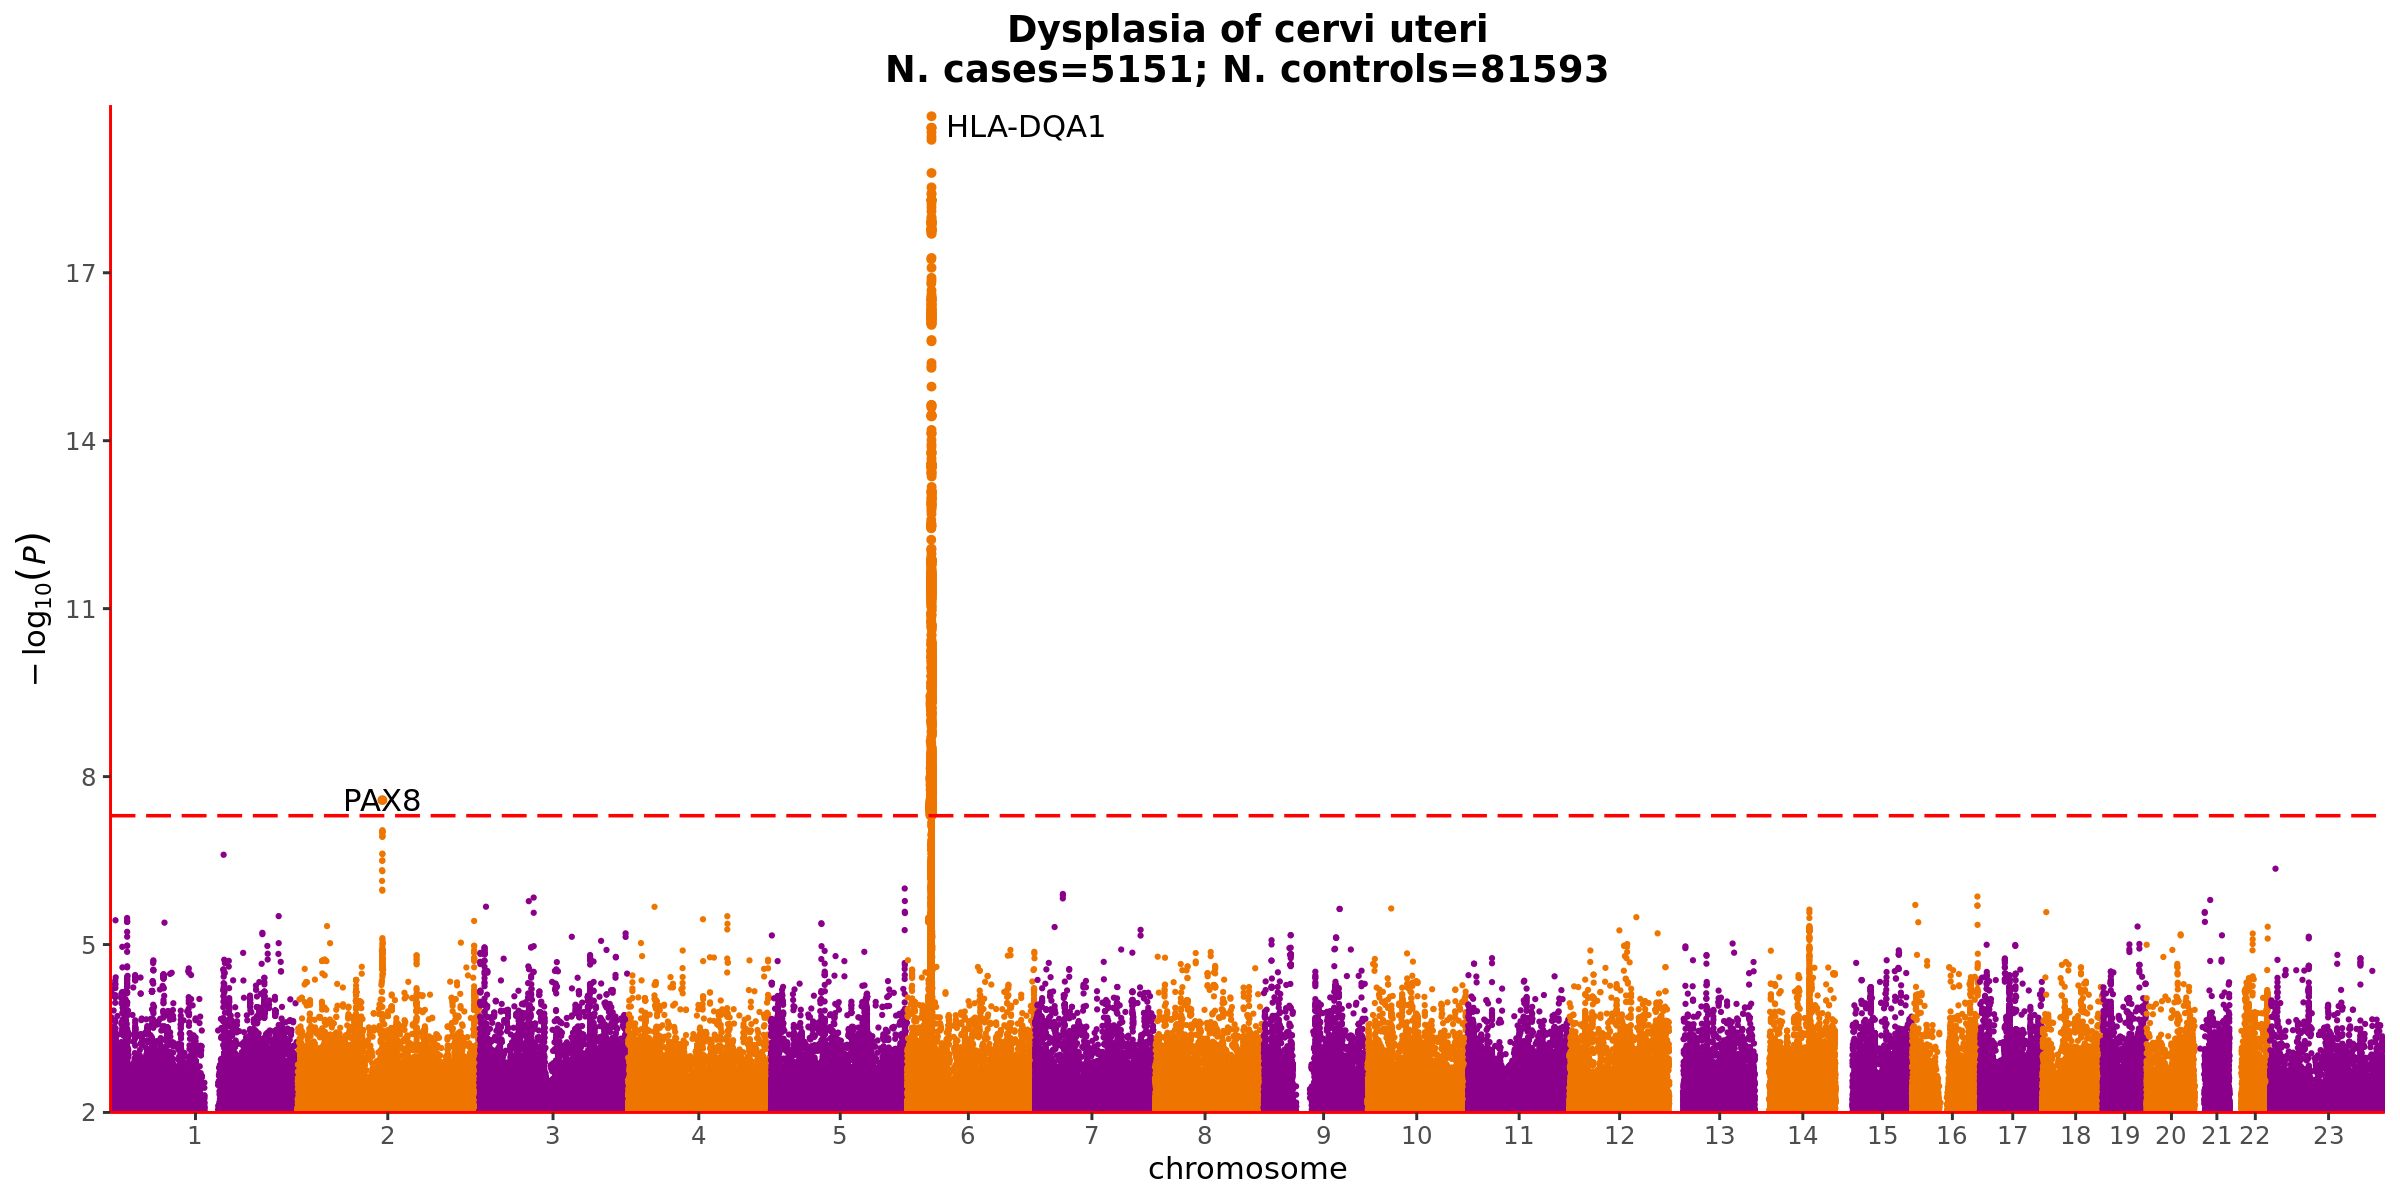 Dysplasia of cervi uteri
N. cases=5151; N. controls=81593
HLA-DQA1
17
14
11
8
5
2
−log₁₀(P)
PAX8
1 2 3 4 5 6 7 8 9 10 11 12 13 14 15 16 17 18 19 20 21 22 23
chromosome